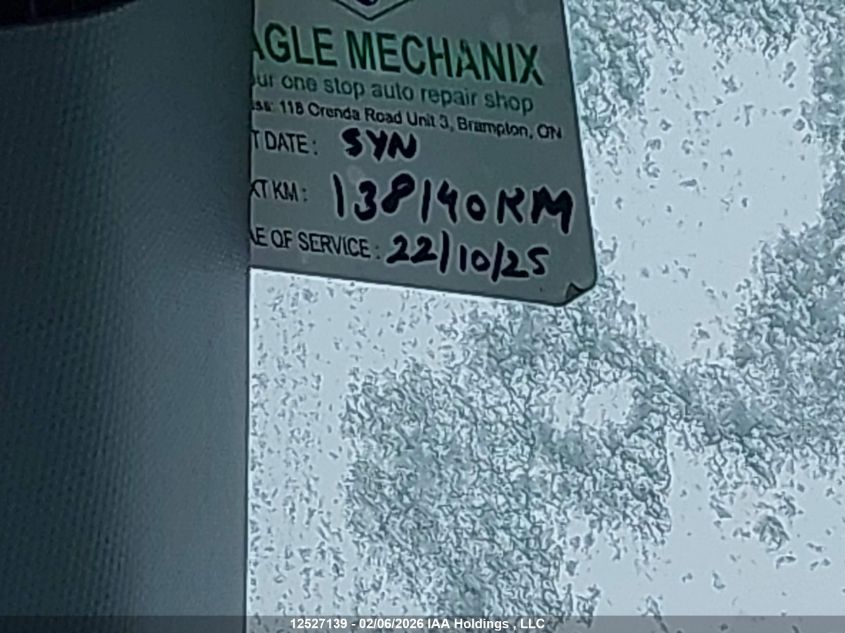 AGLE MECHANIX
ur one stop auto repair shop
ss: 118 Orenda Road Unit 3, Brampton, ON
T DATE: SYN
XT KM: 138140KM
E OF SERVICE: 22/10/25
12527139 - 02/06/2026 IAA Holdings , LLC